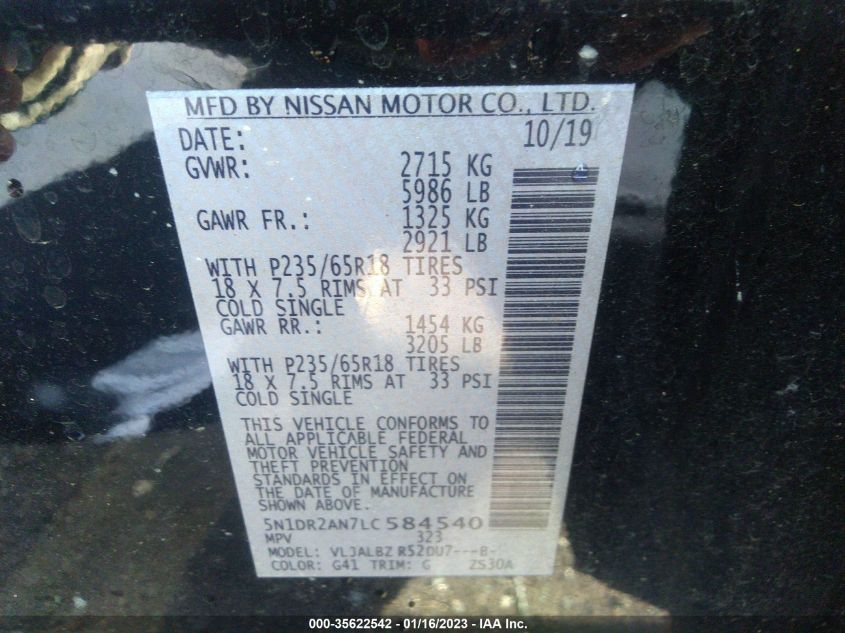 MFD BY NISSAN MOTOR CO., LTD.
DATE: 10/19
GVWR: 2715 KG
5986 LB
GAWR FR.: 1325 KG
2921 LB
WITH P235/65R18 TIRES
18 X 7.5 RIMS AT 33 PSI
COLD SINGLE
GAWR RR.: 1454 KG
3205 LB
WITH P235/65R18 TIRES
18 X 7.5 RIMS AT 33 PSI
COLD SINGLE
THIS VEHICLE CONFORMS TO
ALL APPLICABLE FEDERAL
MOTOR VEHICLE SAFETY AND
THEFT PREVENTION
STANDARDS IN EFFECT ON
THE DATE OF MANUFACTURE
SHOWN ABOVE.
5N1DR2AN7LC584540
MPV 323
MODEL: VLJALBZ R52DU7---B-
COLOR: G41 TRIM: G ZS30A
000-35622542 - 01/16/2023 - IAA Inc.